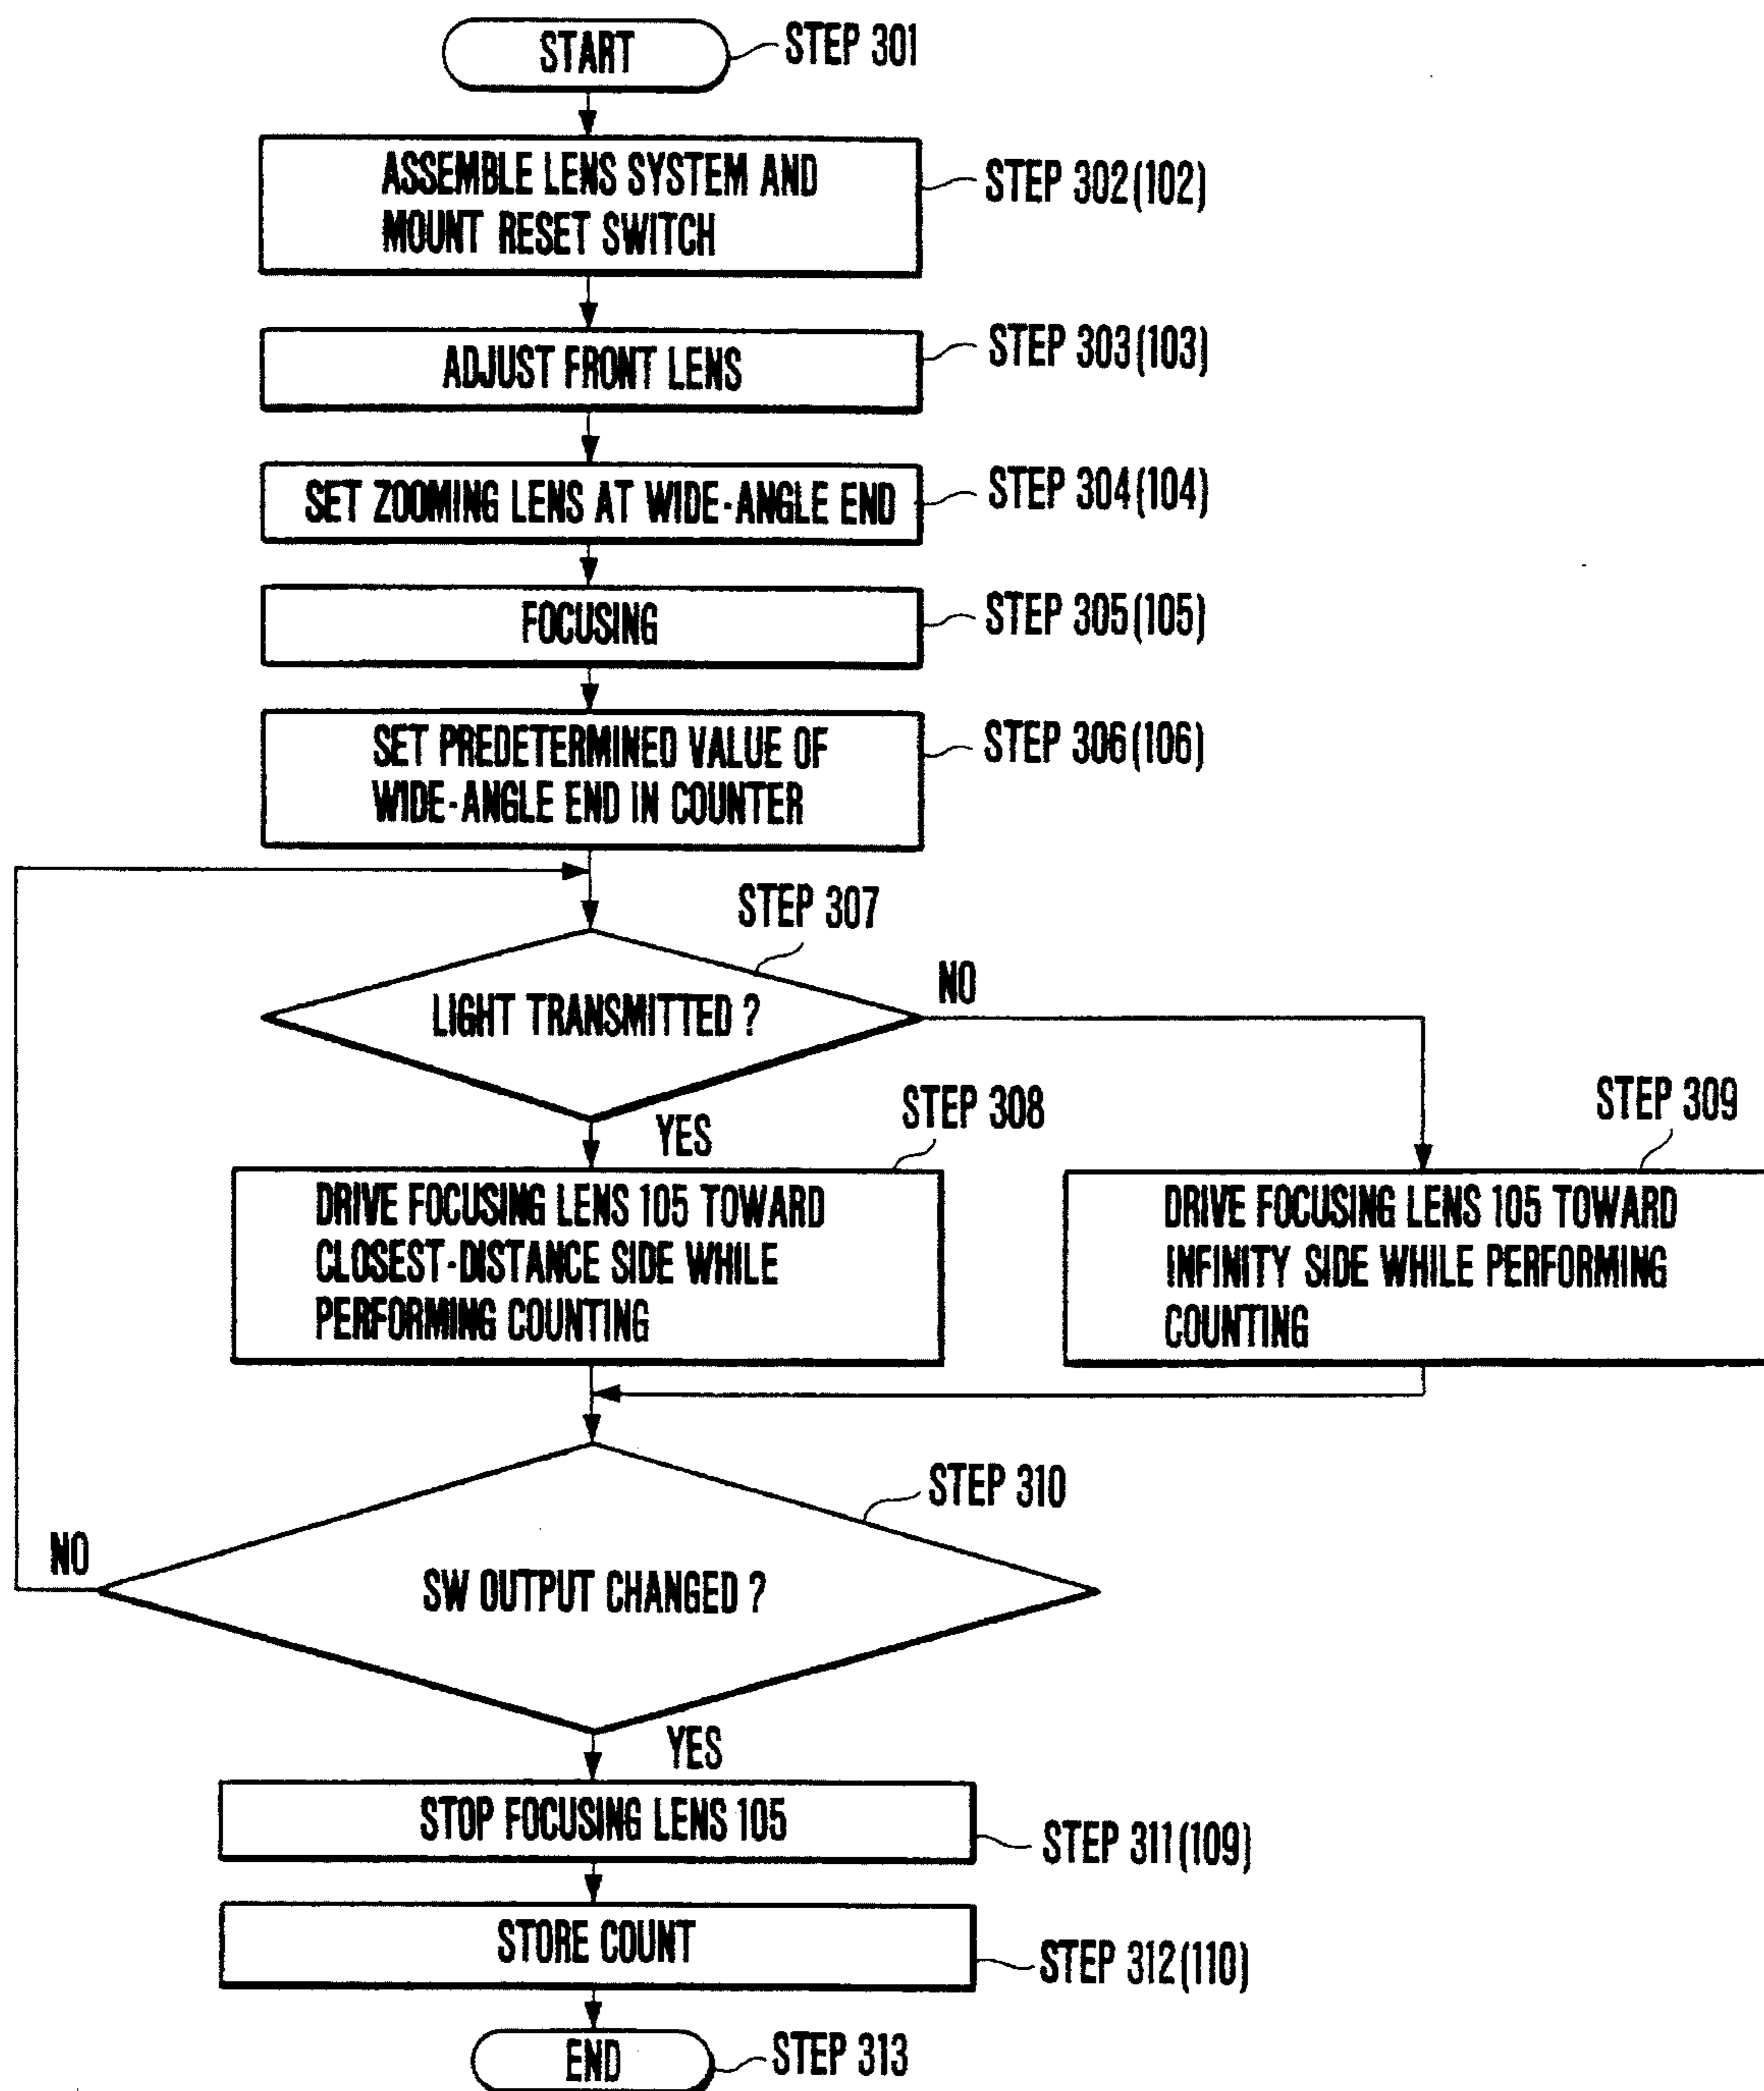 START
STEP 301
ASSEMBLE LENS SYSTEM AND
MOUNT RESET SWITCH
STEP 302(102)
ADJUST FRONT LENS
STEP 303(103)
SET ZOOMING LENS AT WIDE-ANGLE END
STEP 304(104)
FOCUSING
STEP 305(105)
SET PREDETERMINED VALUE OF
WIDE-ANGLE END IN COUNTER
STEP 306(106)
STEP 307
LIGHT TRANSMITTED ?
NO
YES
STEP 308
DRIVE FOCUSING LENS 105 TOWARD
CLOSEST-DISTANCE SIDE WHILE
PERFORMING COUNTING
STEP 309
DRIVE FOCUSING LENS 105 TOWARD
INFINITY SIDE WHILE PERFORMING
COUNTING
STEP 310
SW OUTPUT CHANGED ?
NO
YES
STOP FOCUSING LENS 105
STEP 311(109)
STORE COUNT
STEP 312(110)
END
STEP 313